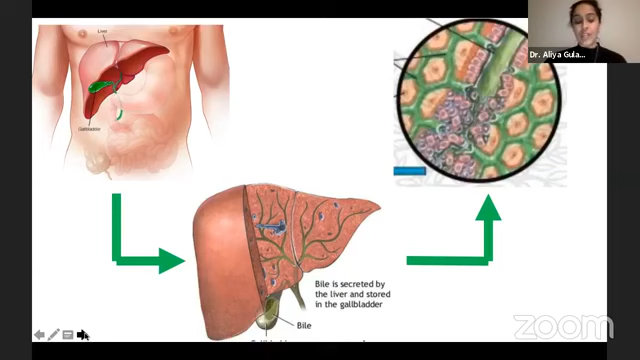 Liver
Gallbladder
Dr. Aliya Gula...
Bile is secreted by
the liver and stored
in the gallbladder
Bile
zoom